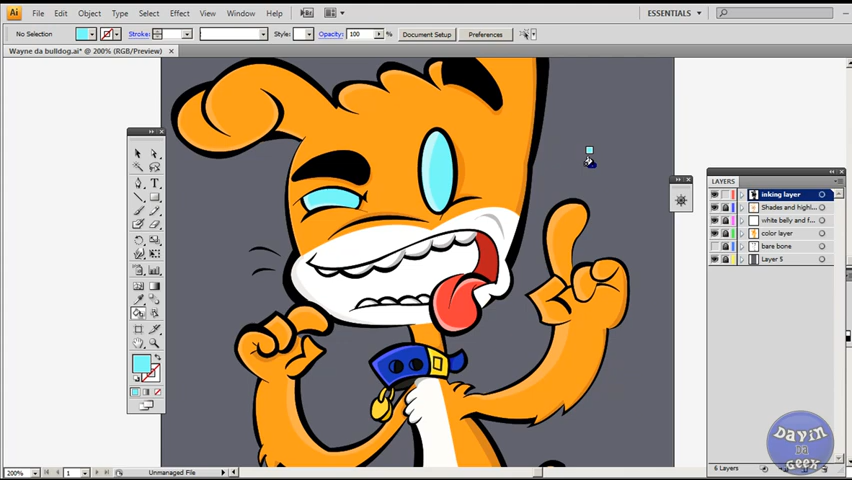 Ai File Edit Object Type Select Effect View Window Help Br ESSENTIALS
No Selection Stroke: Style: Opacity: 100 % Document Setup Preferences
Wayne da bulldog.ai* @ 200% (RGB/Preview) ×
LAYERS
inking layer
Shades and highl...
white belly and f...
color layer
bare bone
Layer 5
DaVin
Da
Geek
6 Layers
200% 1 Unmanaged File